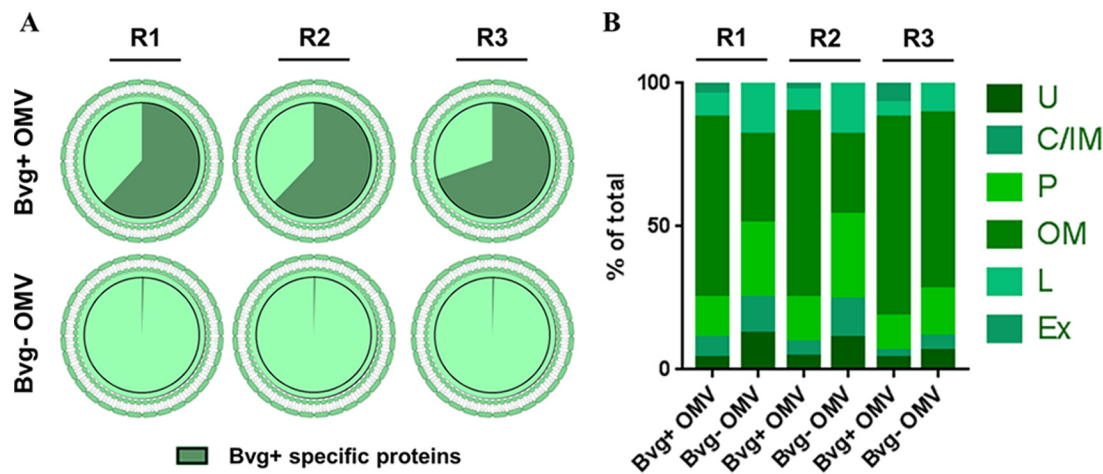 A
R1 R2 R3
Bvg+ OMV
Bvg- OMV
Bvg+ specific proteins
B
R1 R2 R3
% of total
100
50
0
Bvg+ OMV
Bvg- OMV
Bvg+ OMV
Bvg- OMV
Bvg+ OMV
Bvg- OMV
U
C/IM
P
OM
L
Ex